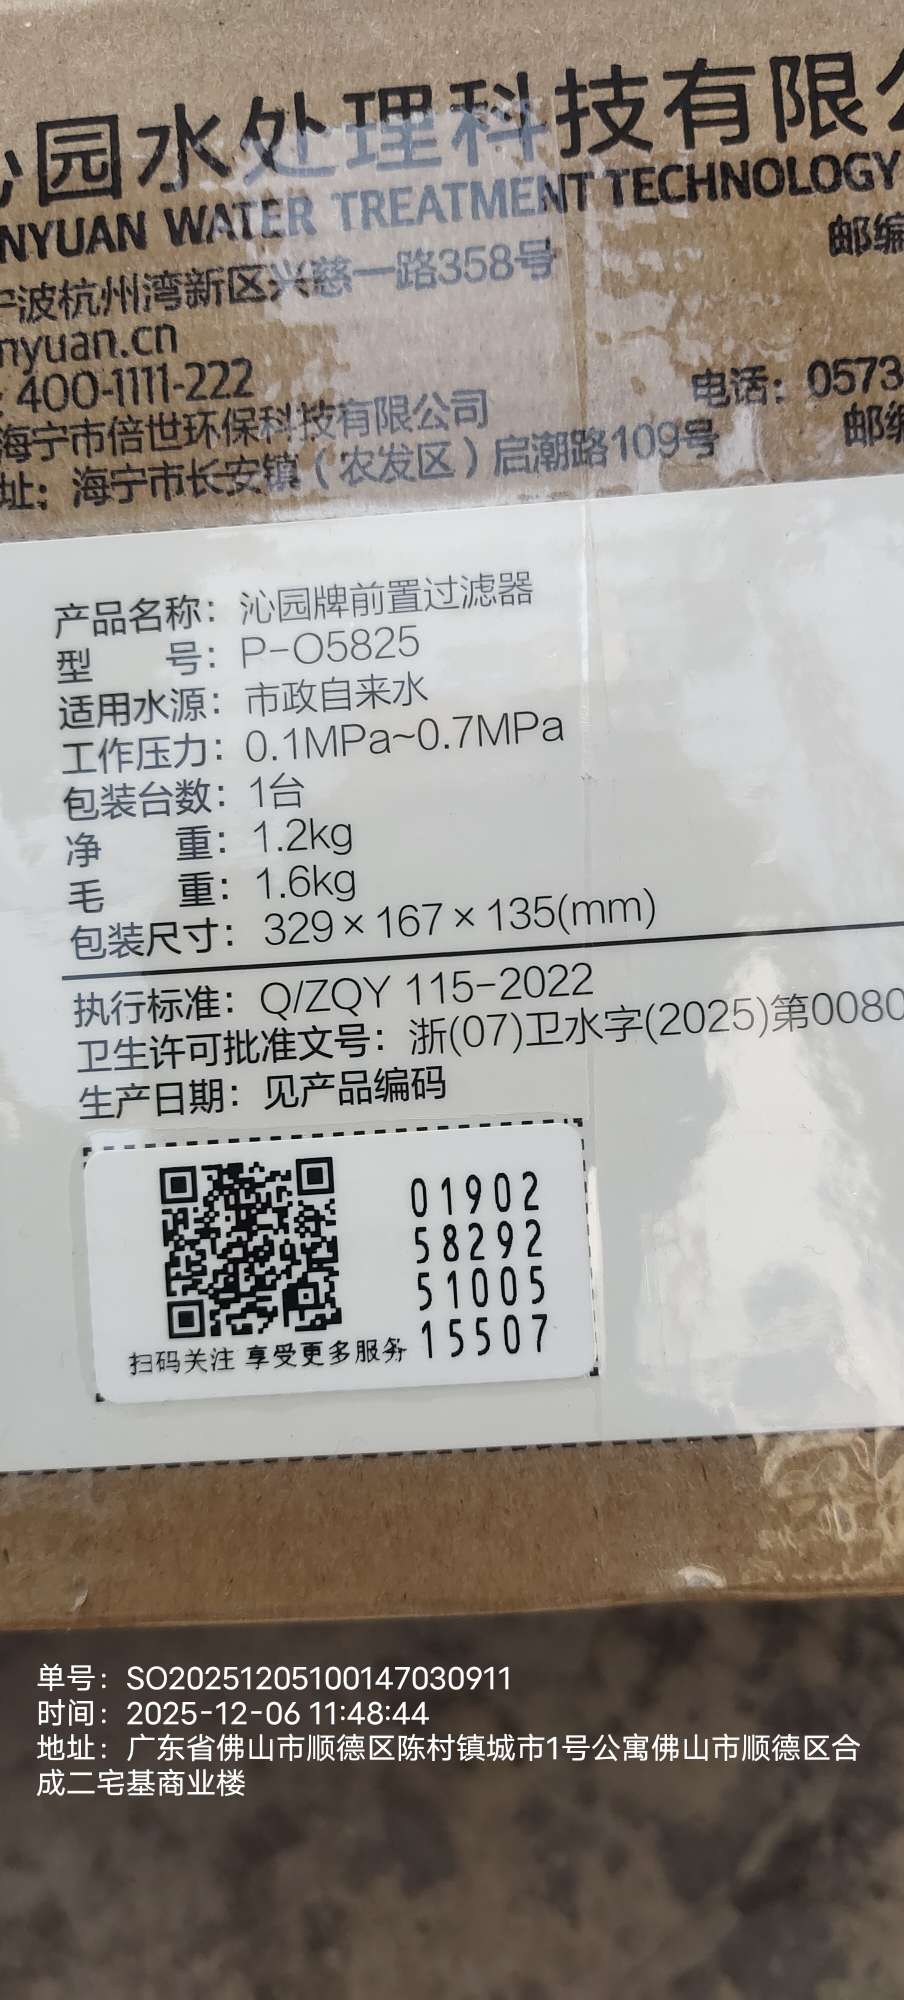 园水处理科技有限
NYUAN WATER TREATMENT TECHNOLOGY
邮编
宁波杭州湾新区兴慈一路358号
nyuan.cn
：400-1111-222
电话：0573
海宁市倍世环保科技有限公司
邮编
址：海宁市长安镇（农发区）启潮路109号
产品名称：沁园牌前置过滤器
型 号：P-O5825
适用水源：市政自来水
工作压力：0.1MPa~0.7MPa
包装台数：1台
净 重：1.2kg
毛 重：1.6kg
包装尺寸：329×167×135(mm)
执行标准：Q/ZQY 115-2022
卫生许可批准文号：浙(07)卫水字(2025)第0080
生产日期：见产品编码
01902
58292
51005
15507
扫码关注 享受更多服务
单号：SO20251205100147030911
时间：2025-12-06 11:48:44
地址：广东省佛山市顺德区陈村镇城市1号公寓佛山市顺德区合
成二宅基商业楼